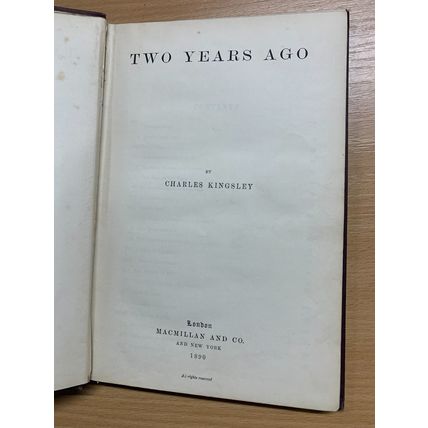 TWO YEARS AGO
BY
CHARLES KINGSLEY
London
MACMILLAN AND CO.
AND NEW YORK
1890
All rights reserved